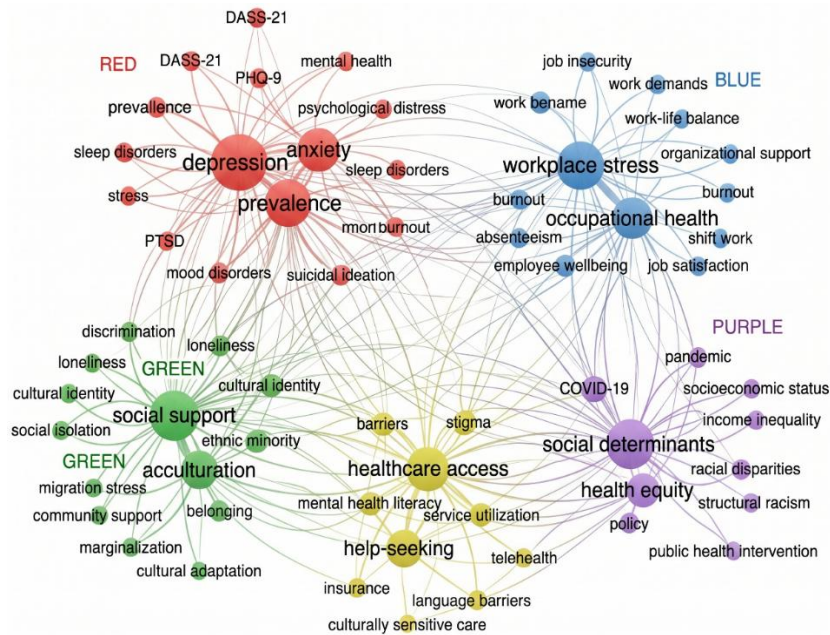 DASS-21
RED
DASS-21
PHQ-9
mental health
prevalence
psychological distress
anxiety
depression
sleep disorders
sleep disorders
stress
prevalence
PTSD
mori burnout
mood disorders
suicidal ideation
job insecurity
work demands
BLUE
work bename
work-life balance
workplace stress
organizational support
burnout
burnout
occupational health
absenteeism
shift work
employee wellbeing
job satisfaction
discrimination
loneliness
loneliness
GREEN
cultural identity
cultural identity
social support
social isolation
ethnic minority
GREEN
acculturation
migration stress
community support
belonging
marginalization
cultural adaptation
barriers
stigma
healthcare access
mental health literacy
service utilization
help-seeking
telehealth
insurance
language barriers
culturally sensitive care
PURPLE
pandemic
COVID-19
socioeconomic status
income inequality
social determinants
racial disparities
health equity
structural racism
policy
public health intervention